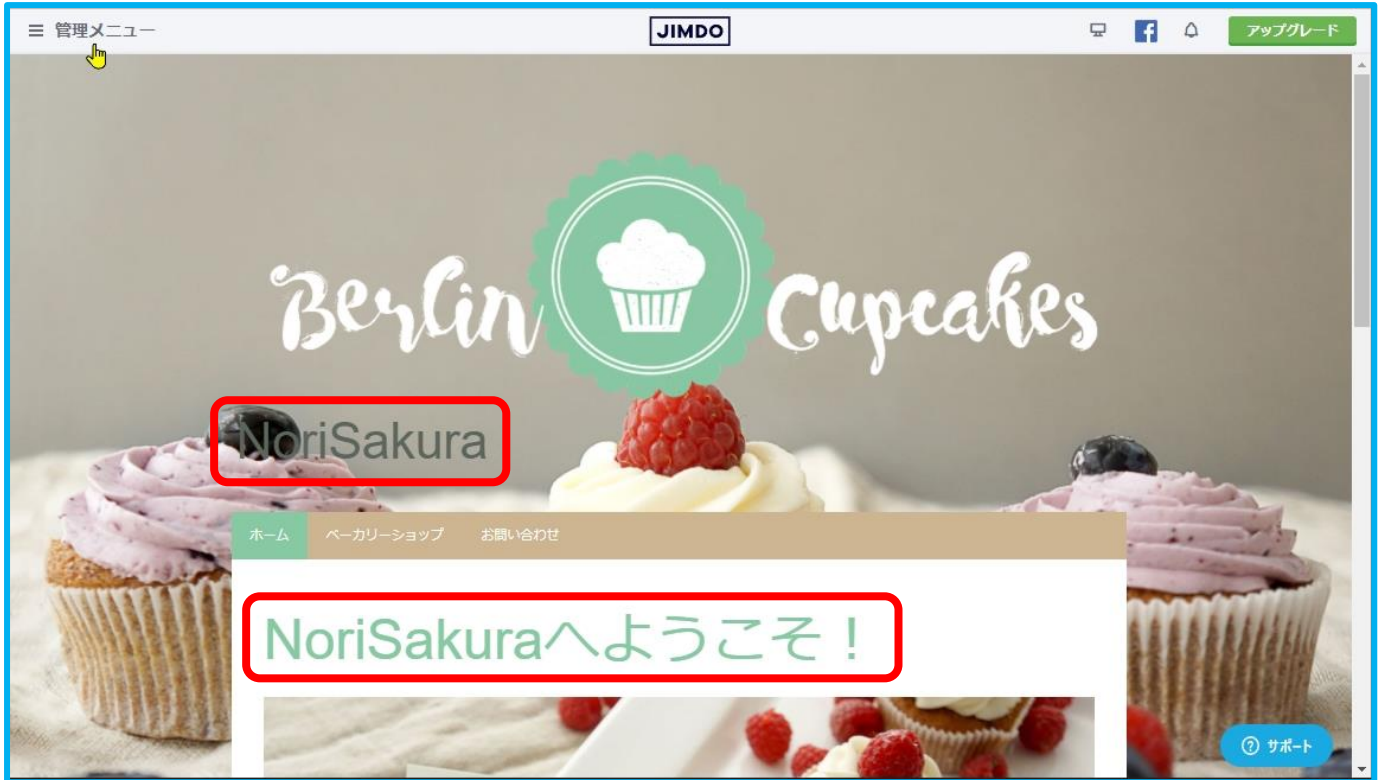 管理メニュー
JIMDO
アップグレード
Berlin Cupcakes
NoriSakura
ホーム ベーカリーショップ お問い合わせ
NoriSakuraへようこそ！
サポート